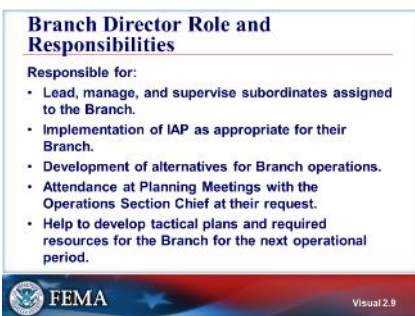 Branch Director Role and
Responsibilities
Responsible for:
• Lead, manage, and supervise subordinates assigned
to the Branch.
• Implementation of IAP as appropriate for their
Branch.
• Development of alternatives for Branch operations.
• Attendance at Planning Meetings with the
Operations Section Chief at their request.
• Help to develop tactical plans and required
resources for the Branch for the next operational
period.
FEMA
Visual 2.9